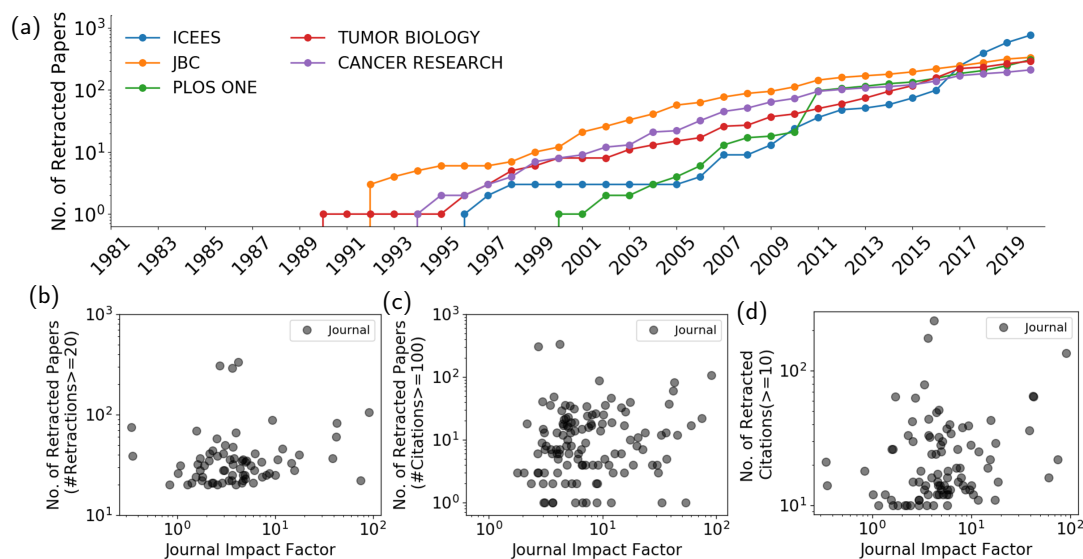 (a)
No. of Retracted Papers
10³
10²
10¹
10⁰
ICEES
JBC
PLOS ONE
TUMOR BIOLOGY
CANCER RESEARCH
1981
1983
1985
1987
1989
1991
1993
1995
1997
1999
2001
2003
2005
2007
2009
2011
2013
2015
2017
2019
(b)
No. of Retracted Papers
(#Retractions>=20)
10³
10²
10¹
Journal
10⁰
10¹
10²
Journal Impact Factor
(c)
No. of Retracted Papers
(#Citations>=100)
10³
10²
10¹
10⁰
Journal
10⁰
10¹
10²
Journal Impact Factor
(d)
No. of Retracted
Citations(>=10)
10²
10¹
Journal
10⁰
10¹
10²
Journal Impact Factor